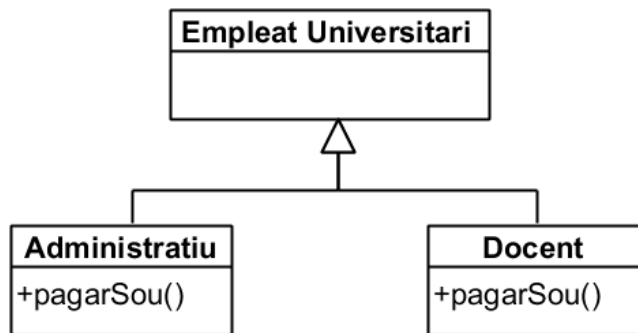 Empleat Universitari
Administratiu
+pagarSou()
Docent
+pagarSou()